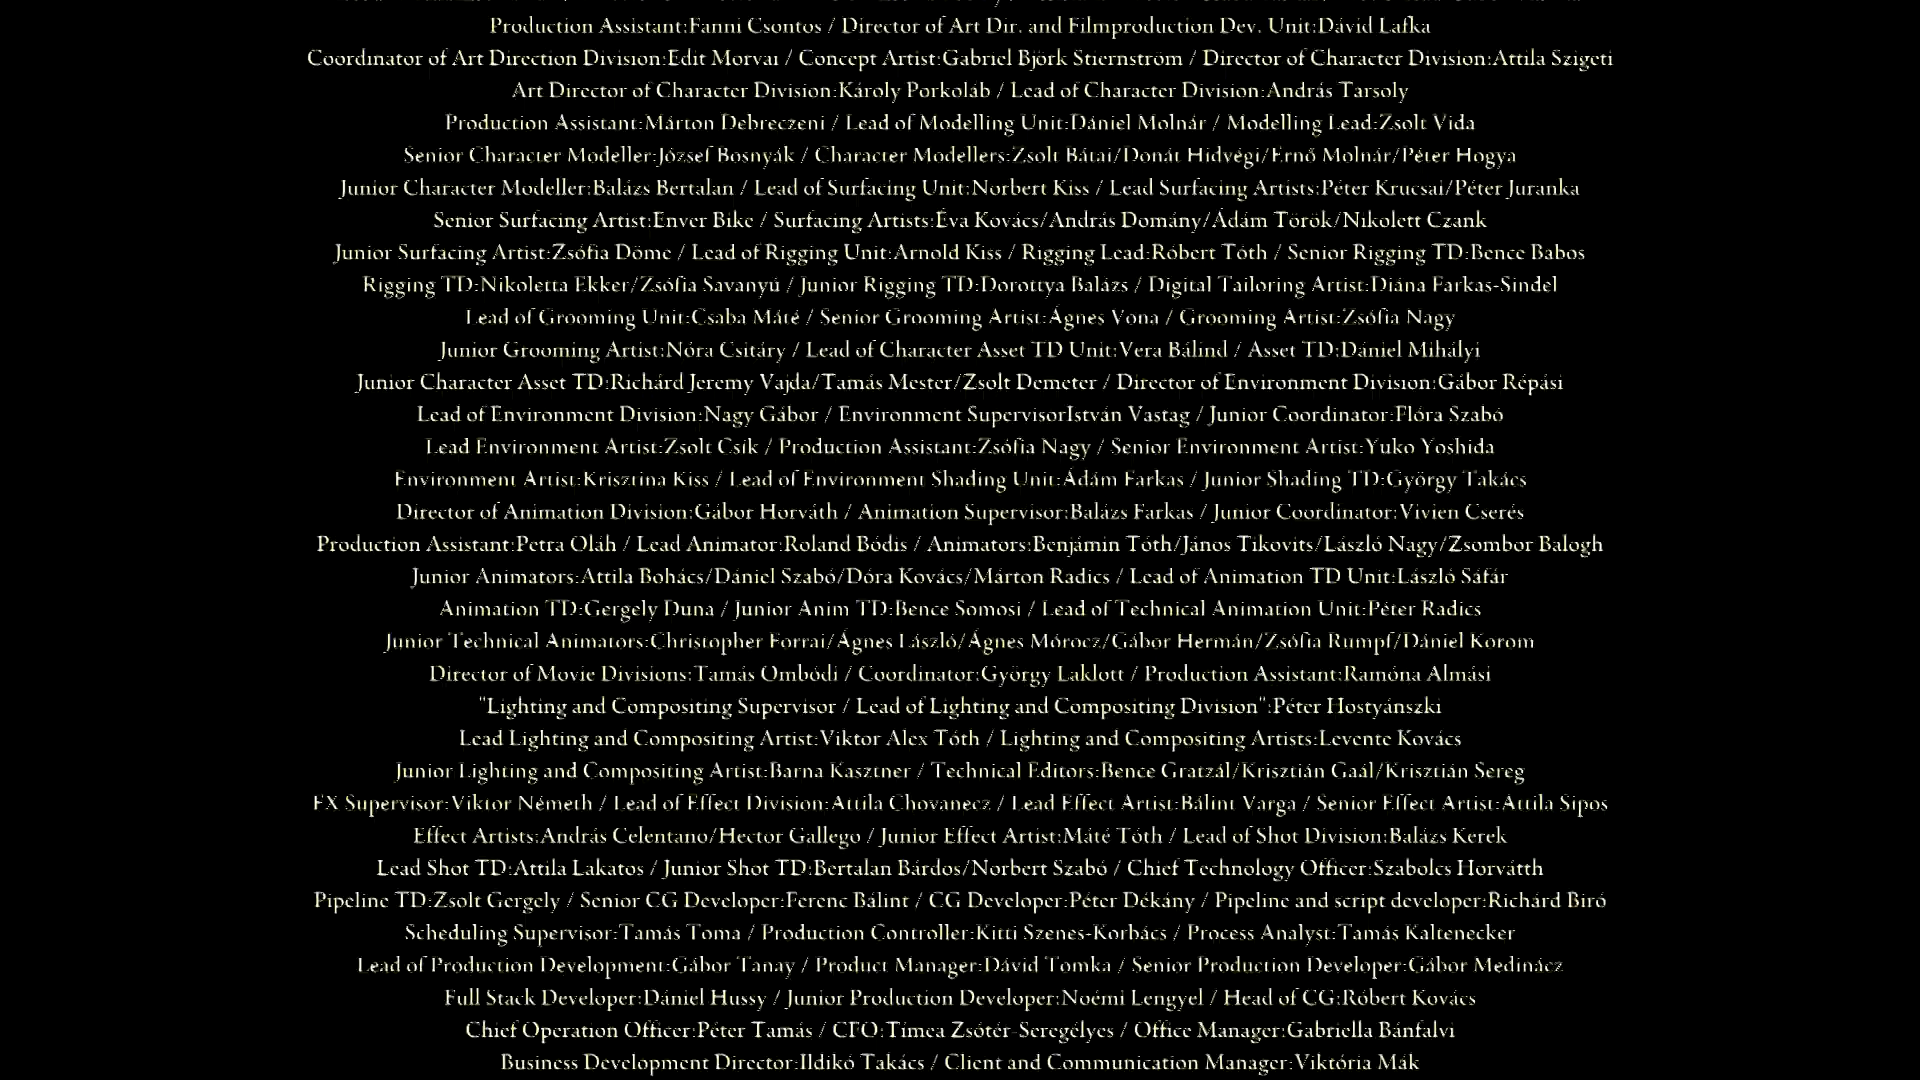 Production Assistant:Fanni Csontos / Director of Art Dir. and Filmproduction Dev. Unit:Dávid Lafka
Coordinator of Art Direction Division:Edit Morvai / Concept Artist:Gabriel Björk Stiernström / Director of Character Division:Attila Szigeti
Art Director of Character Division:Károly Porkoláb / Lead of Character Division:András Tarsoly
Production Assistant:Márton Debreczeni / Lead of Modelling Unit:Dániel Molnár / Modelling Lead:Zsolt Vida
Senior Character Modeller:József Bosnyák / Character Modellers:Zsolt Bátai/Donát Hidvégi/Ernő Molnár/Péter Hogya
Junior Character Modeller:Balázs Bertalan / Lead of Surfacing Unit:Norbert Kiss / Lead Surfacing Artists:Péter Krucsai/Péter Juranka
Senior Surfacing Artist:Enver Bike / Surfacing Artists:Éva Kovács/András Domány/Ádám Török/Nikolett Czank
Junior Surfacing Artist:Zsófia Döme / Lead of Rigging Unit:Arnold Kiss / Rigging Lead:Róbert Tóth / Senior Rigging TD:Bence Babos
Rigging TD:Nikoletta Ekker/Zsófia Savanyú / Junior Rigging TD:Dorottya Balázs / Digital Tailoring Artist:Diána Farkas-Sindel
Lead of Grooming Unit:Csaba Máté / Senior Grooming Artist:Ágnes Vona / Grooming Artist:Zsófia Nagy
Junior Grooming Artist:Nóra Csitáry / Lead of Character Asset TD Unit:Vera Bálind / Asset TD:Dániel Mihályi
Junior Character Asset TD:Richárd Jeremy Vajda/Tamás Mester/Zsolt Demeter / Director of Environment Division:Gábor Répási
Lead of Environment Division:Nagy Gábor / Environment SupervisorIstván Vastag / Junior Coordinator:Flóra Szabó
Lead Environment Artist:Zsolt Csík / Production Assistant:Zsófia Nagy / Senior Environment Artist:Yuko Yoshida
Environment Artist:Krisztina Kiss / Lead of Environment Shading Unit:Ádám Farkas / Junior Shading TD:György Takács
Director of Animation Division:Gábor Horváth / Animation Supervisor:Balázs Farkas / Junior Coordinator:Vivien Cserés
Production Assistant:Petra Oláh / Lead Animator:Roland Bódis / Animators:Benjámin Tóth/János Tikovits/László Nagy/Zsombor Balogh
Junior Animators:Attila Bohács/Dániel Szabó/Dóra Kovács/Márton Radics / Lead of Animation TD Unit:László Sáfár
Animation TD:Gergely Duna / Junior Anim TD:Bence Somosi / Lead of Technical Animation Unit:Péter Radics
Junior Technical Animators:Christopher Forrai/Ágnes László/Ágnes Mórocz/Gábor Hermán/Zsófia Rumpf/Dániel Korom
Director of Movie Divisions:Tamás Ombódi / Coordinator:György Laklott / Production Assistant:Ramóna Almási
"Lighting and Compositing Supervisor / Lead of Lighting and Compositing Division":Péter Hostyánszki
Lead Lighting and Compositing Artist:Viktor Alex Tóth / Lighting and Compositing Artists:Levente Kovács
Junior Lighting and Compositing Artist:Barna Kasztner / Technical Editors:Bence Gratzál/Krisztián Gaál/Krisztián Sereg
FX Supervisor:Viktor Németh / Lead of Effect Division:Attila Chovanecz / Lead Effect Artist:Bálint Varga / Senior Effect Artist:Attila Sipos
Effect Artists:András Celentano/Hector Gallego / Junior Effect Artist:Máté Tóth / Lead of Shot Division:Balázs Kerek
Lead Shot TD:Attila Lakatos / Junior Shot TD:Bertalan Bárdos/Norbert Szabó / Chief Technology Officer:Szabolcs Horvátth
Pipeline TD:Zsolt Gergely / Senior CG Developer:Ferenc Bálint / CG Developer:Péter Dékány / Pipeline and script developer:Richárd Biró
Scheduling Supervisor:Tamás Toma / Production Controller:Kitti Szenes-Korbács / Process Analyst:Tamás Kaltenecker
Lead of Production Development:Gábor Tanay / Product Manager:Dávid Tomka / Senior Production Developer:Gábor Medinácz
Full Stack Developer:Dániel Hussy / Junior Production Developer:Noémi Lengyel / Head of CG:Róbert Kovács
Chief Operation Officer:Péter Tamás / CFO:Tímea Zsótér-Seregélyes / Office Manager:Gabriella Bánfalvi
Business Development Director:Ildikó Takács / Client and Communication Manager:Viktória Mák